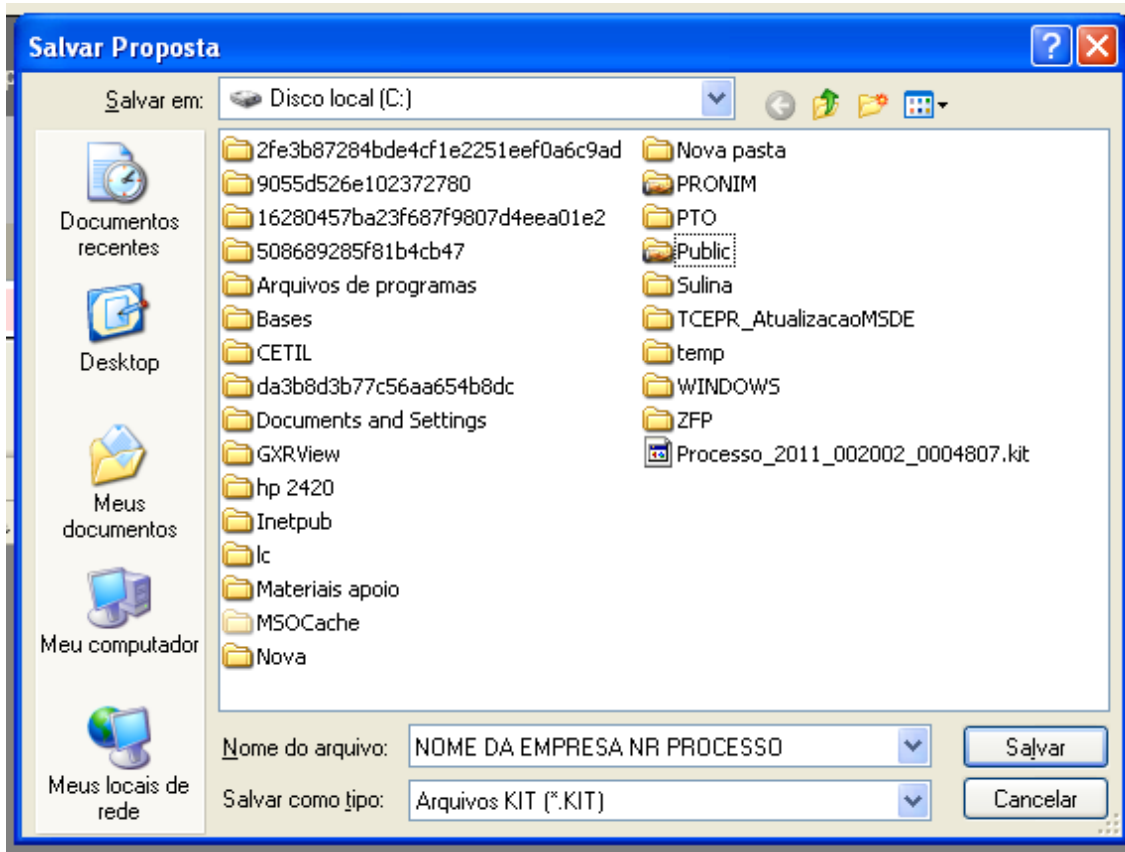 Salvar Proposta
Salvar em:
Disco local (C:)
Documentos
recentes
Desktop
Meus
documentos
Meu computador
Meus locais de
rede
2fe3b87284bde4cf1e2251eef0a6c9ad
9055d526e102372780
16280457ba23f687f9807d4eea01e2
508689285f81b4cb47
Arquivos de programas
Bases
CETIL
da3b8d3b77c56aa654b8dc
Documents and Settings
GXRView
hp 2420
Inetpub
lc
Materiais apoio
MSOCache
Nova
Nova pasta
PRONIM
PTO
Public
Sulina
TCEPR_AtualizacaoMSDE
temp
WINDOWS
ZFP
Processo_2011_002002_0004807.kit
Nome do arquivo:
NOME DA EMPRESA NR PROCESSO
Salvar
Salvar como tipo:
Arquivos KIT (*.KIT)
Cancelar